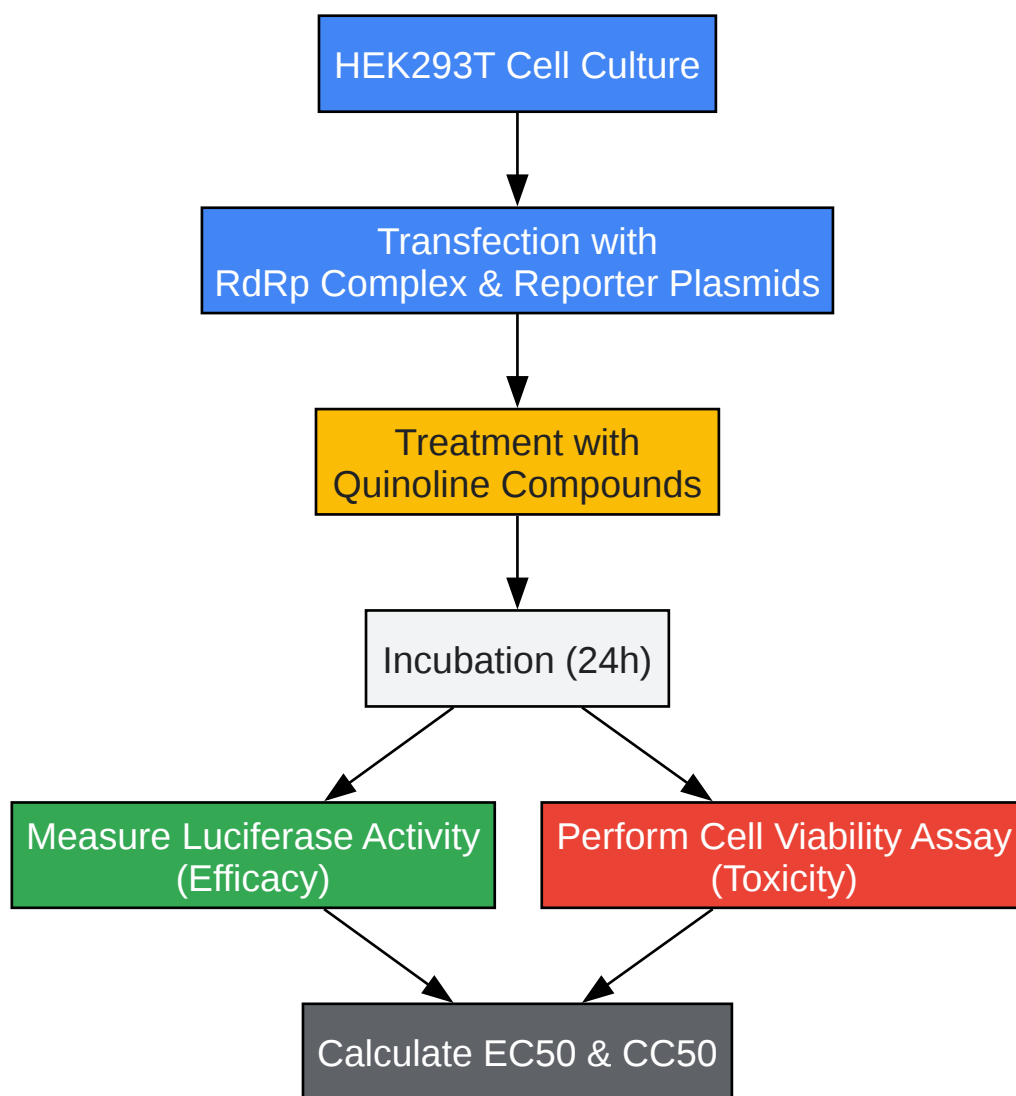 HEK293T Cell Culture
Transfection with
RdRp Complex & Reporter Plasmids
Treatment with
Quinoline Compounds
Incubation (24h)
Measure Luciferase Activity
(Efficacy)
Perform Cell Viability Assay
(Toxicity)
Calculate EC50 & CC50